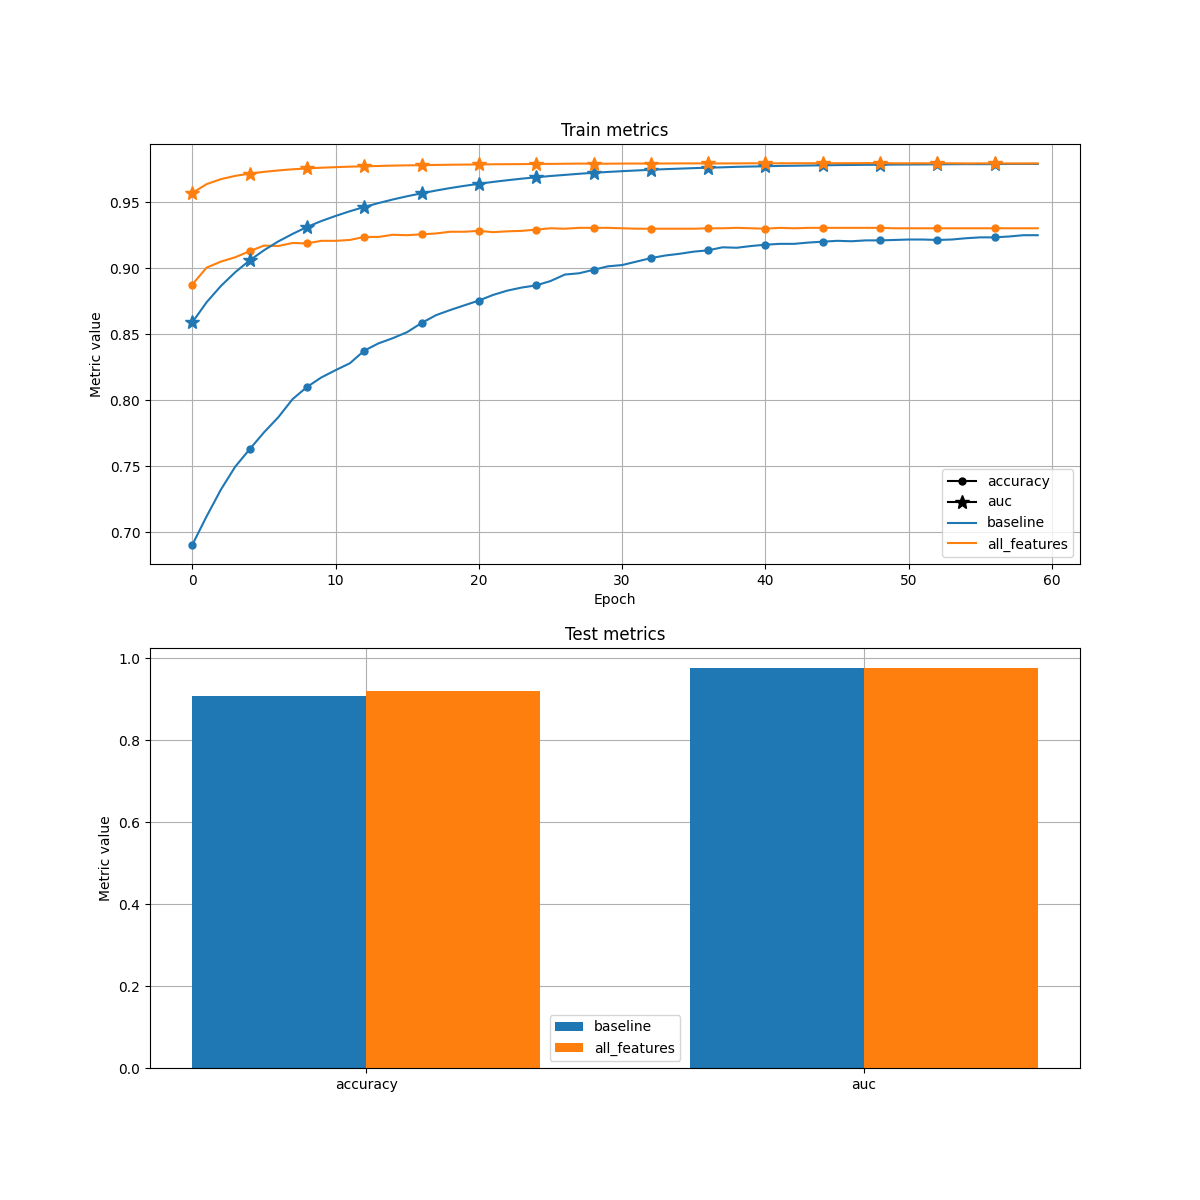 Train metrics
Metric value
0.95
0.90
0.85
0.80
0.75
0.70
0 10 20 30 40 50 60
Epoch
accuracy
auc
baseline
all_features
Test metrics
Metric value
1.0
0.8
0.6
0.4
0.2
0.0
accuracy auc
baseline
all_features